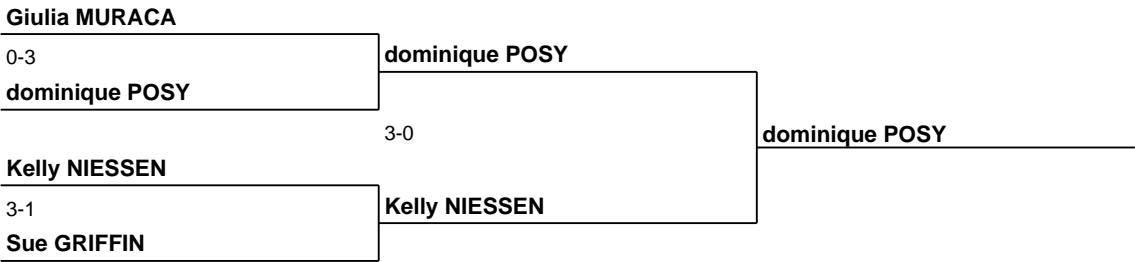 Giulia MURACA
0-3
dominique POSY
dominique POSY
3-0
dominique POSY
Kelly NIESSEN
3-1
Kelly NIESSEN
Sue GRIFFIN